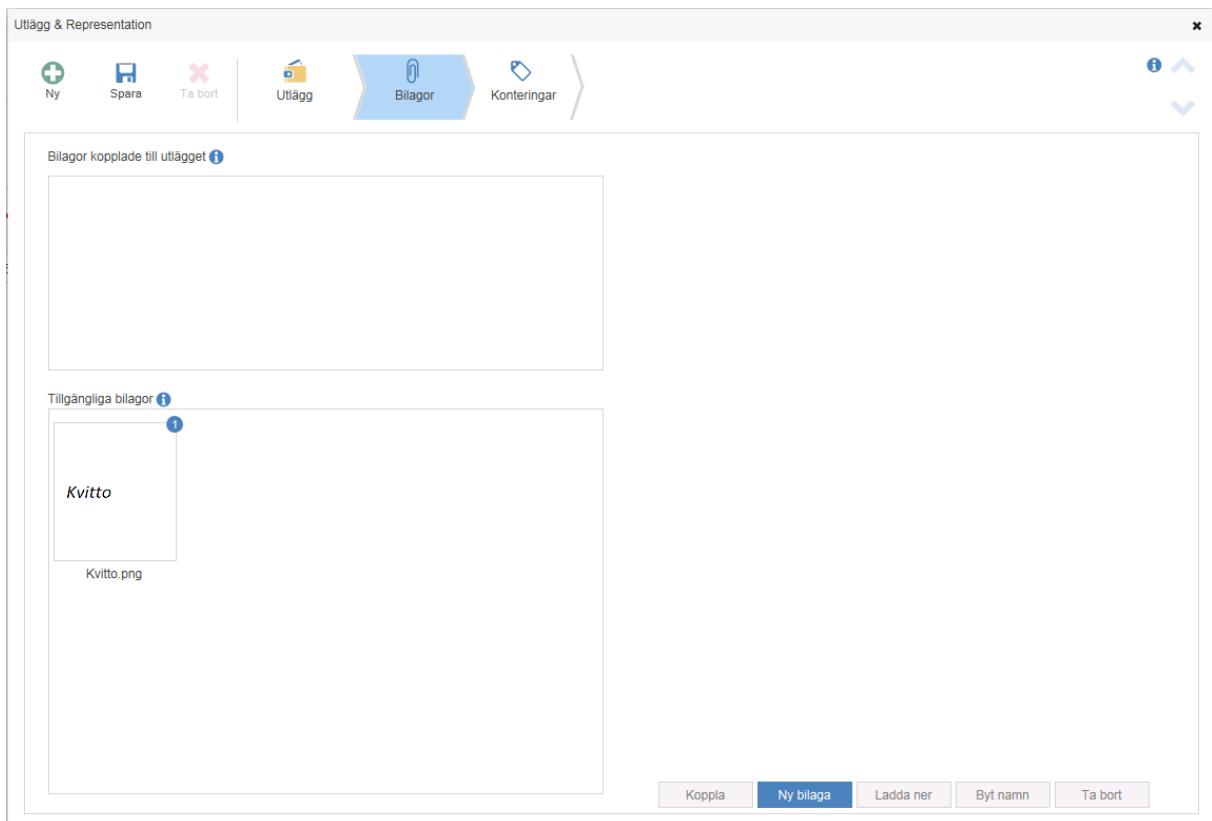 Utlägg & Representation
Ny Spara Ta bort Utlägg Bilagor Konteringar
Bilagor kopplade till utlägget
Tillgängliga bilagor
1
Kvitto
Kvitto.png
Koppla Ny bilaga Ladda ner Byt namn Ta bort